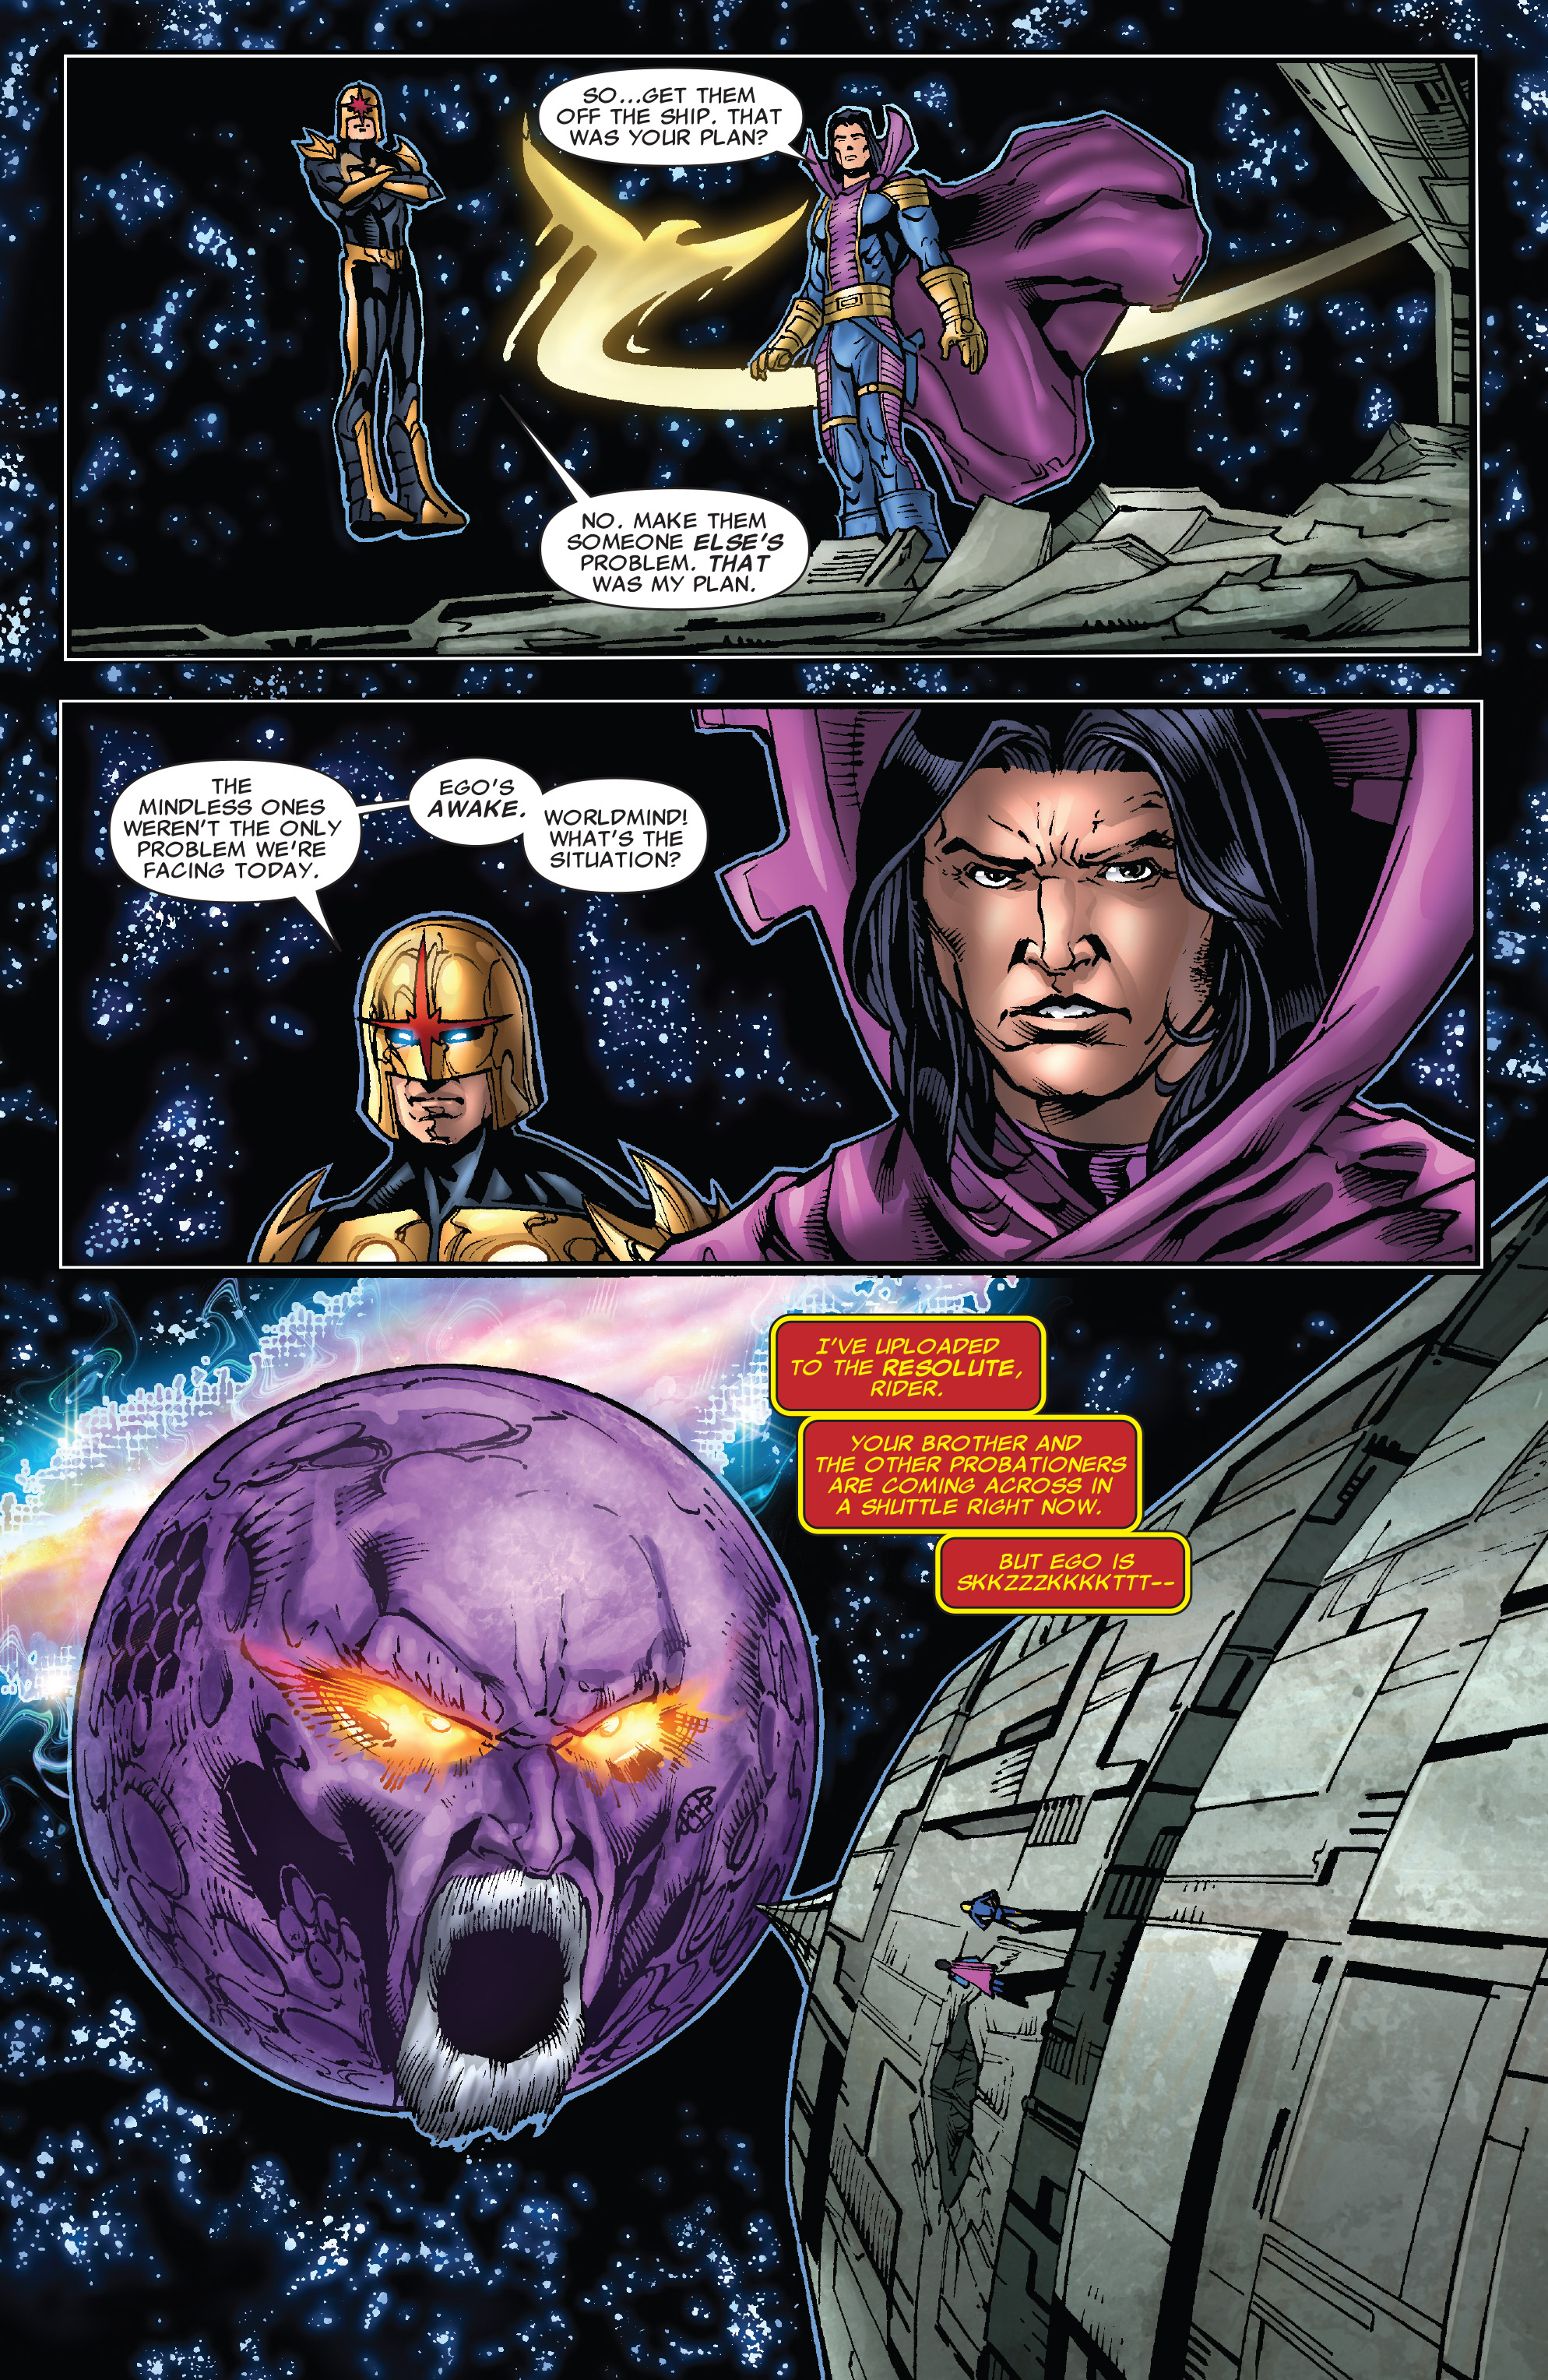 SO...GET THEM
OFF THE SHIP. THAT
WAS YOUR PLAN?
NO. MAKE THEM
SOMEONE ELSE'S
PROBLEM. THAT
WAS MY PLAN.
THE
MINDLESS ONES
WEREN'T THE ONLY
PROBLEM WE'RE
FACING TODAY.
EGO'S
AWAKE.
WORLDMIND!
WHAT'S THE
SITUATION?
I'VE UPLOADED
TO THE RESOLUTE,
RIDER.
YOUR BROTHER AND
THE OTHER PROBATIONERS
ARE COMING ACROSS IN
A SHUTTLE RIGHT NOW.
BUT EGO IS
SKKZZZKKKKTTT--